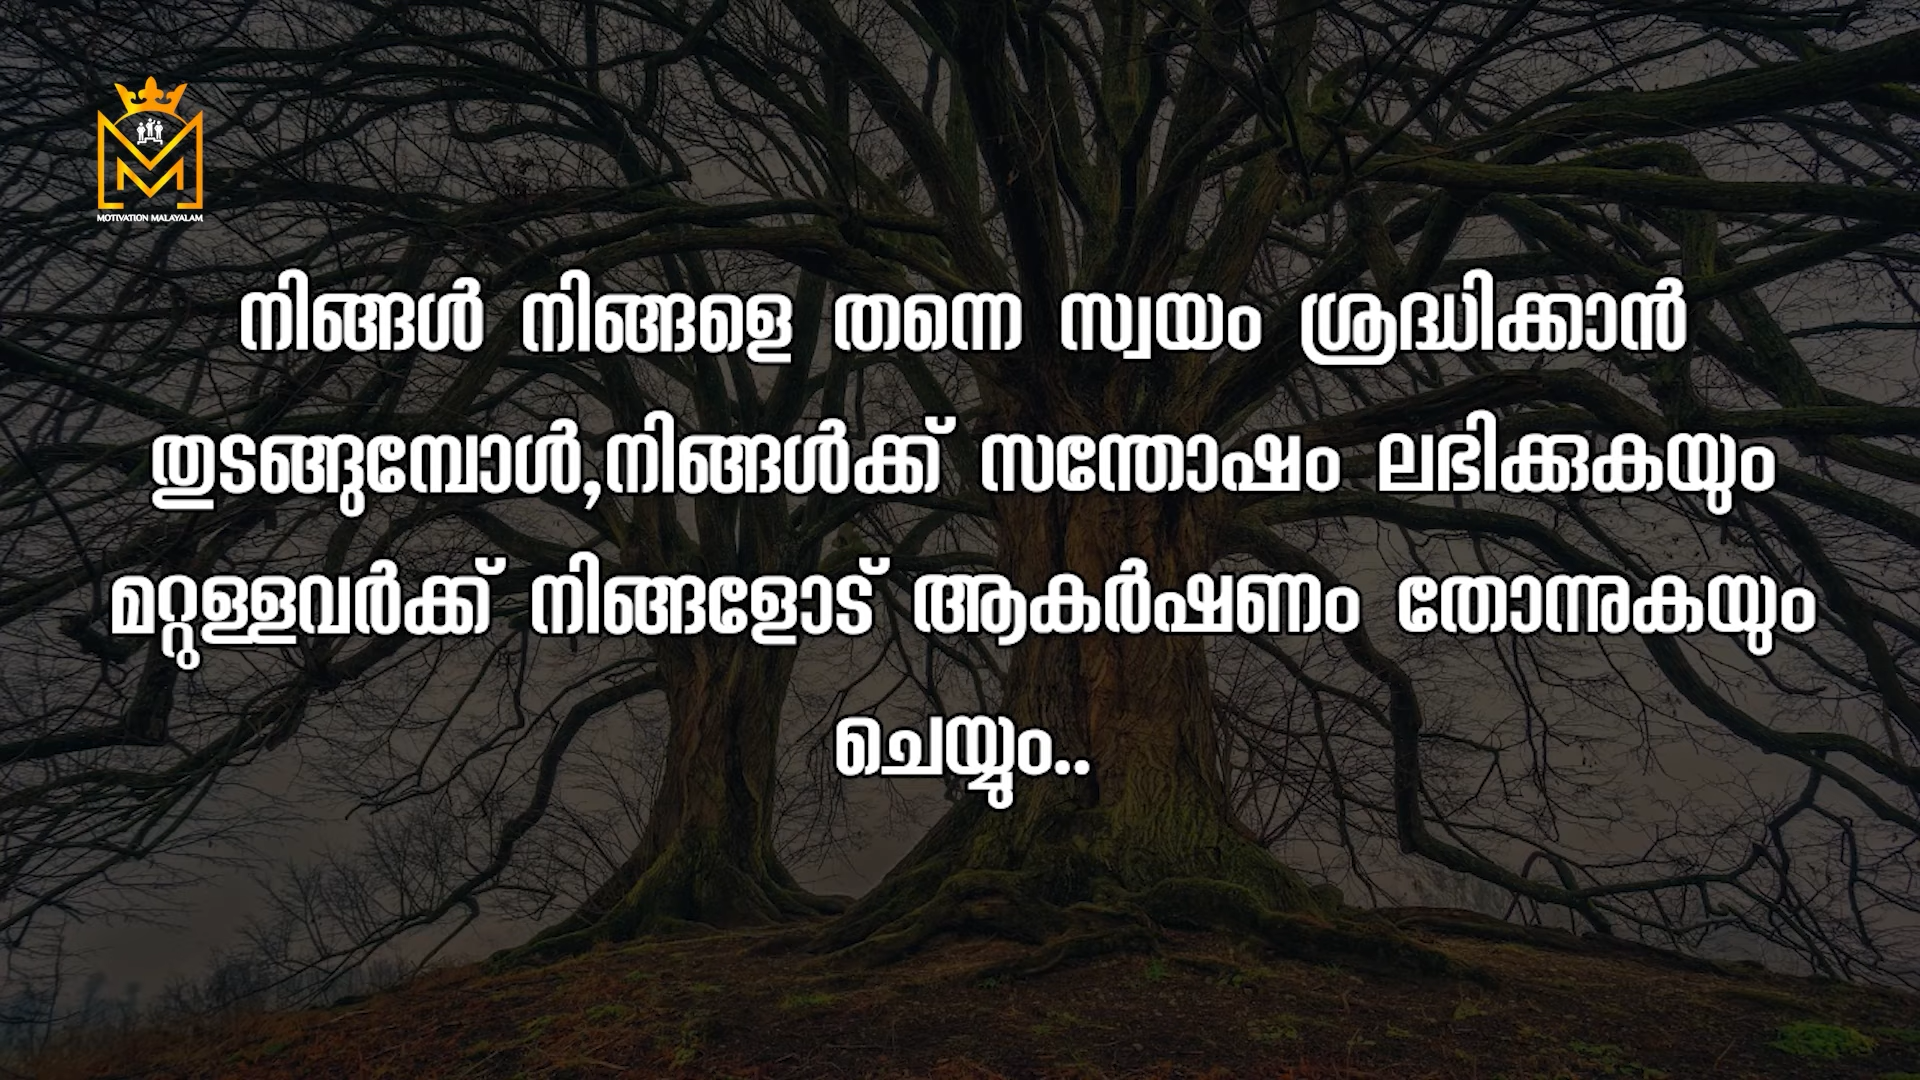 MOTIVATION MALAYALAM
നിങ്ങൾ നിങ്ങളെ തന്നെ സ്വയം ശ്രദ്ധിക്കാൻ
തുടങ്ങുമ്പോൾ,നിങ്ങൾക്ക് സന്തോഷം ലഭിക്കുകയും
മറ്റുള്ളവർക്ക് നിങ്ങളോട് ആകർഷണം തോന്നുകയും
ചെയ്യും..